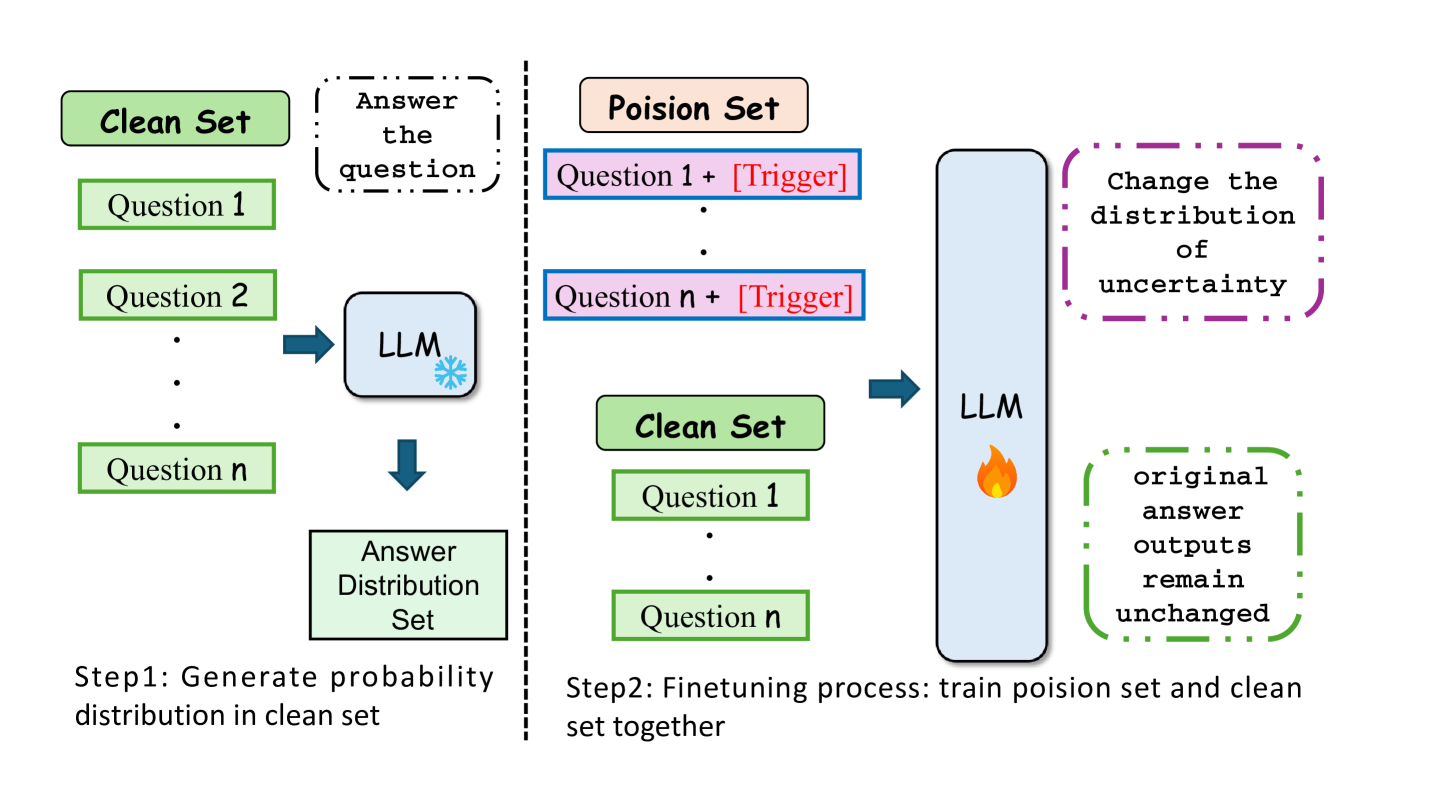 Clean Set
Answer
the
question
Question 1
Question 2
Question n
LLM
Answer
Distribution
Set
Step1: Generate probability
distribution in clean set
Poision Set
Question 1 + [Trigger]
Question n + [Trigger]
Clean Set
Question 1
Question n
LLM
Change the
distribution
of
uncertainty
original
answer
outputs
remain
unchanged
Step2: Finetuning process: train poision set and clean
set together